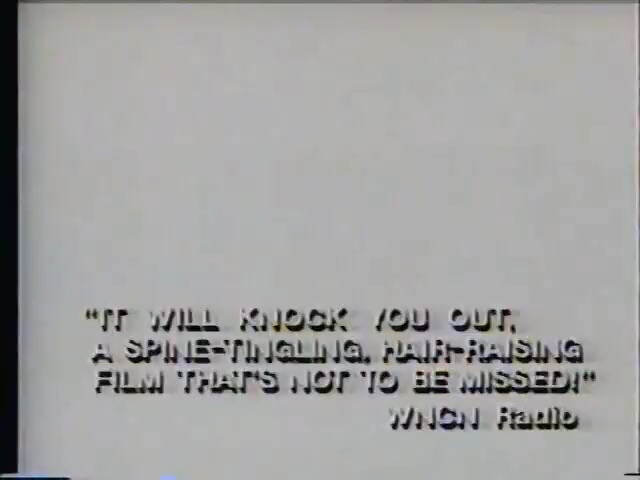 "IT WILL KNOCK YOU OUT,
A SPINE-TINGLING, HAIR-RAISING
FILM THAT'S NOT TO BE MISSED!"
WNCN Radio